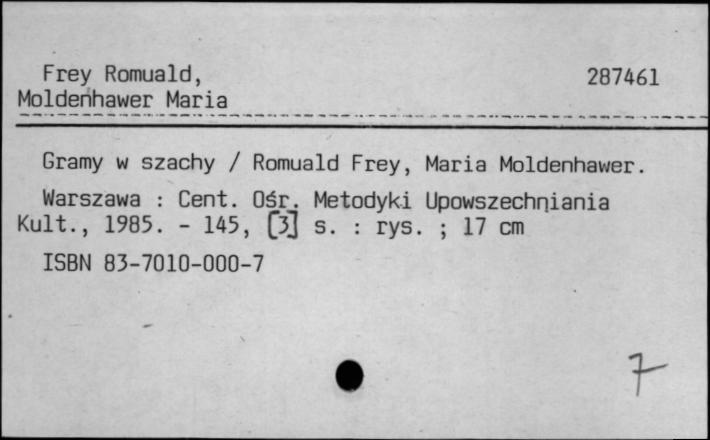 Frey Romuald, 287461
Moldenhawer Maria
Gramy w szachy / Romuald Frey, Maria Moldenhawer.
Warszawa : Cent. Ośr. Metodyki Upowszechniania
Kult., 1985. - 145, [3] s. : rys. ; 17 cm
ISBN 83-7010-000-7
7